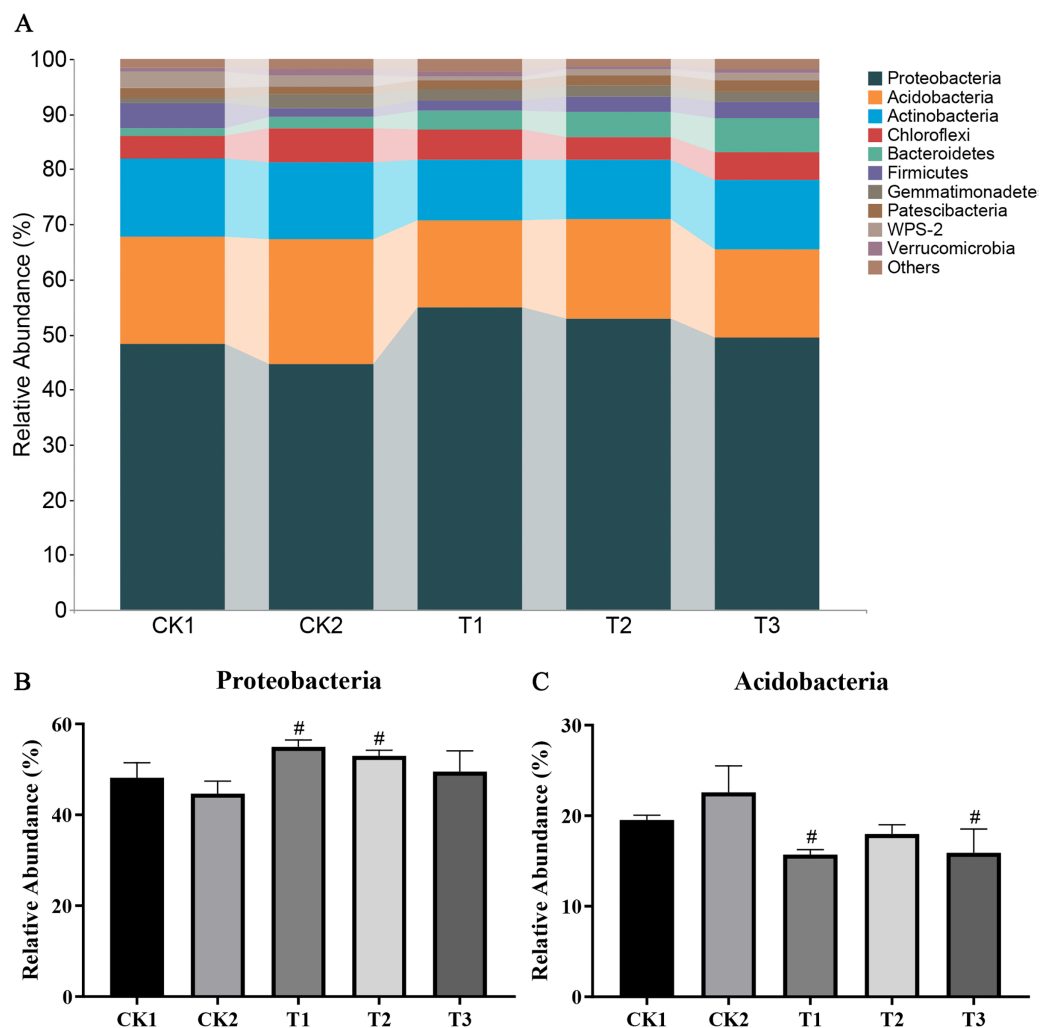 A
Relative Abundance (%)
100
90
80
70
60
50
40
30
20
10
0
CK1 CK2 T1 T2 T3
Proteobacteria
Acidobacteria
Actinobacteria
Chloroflexi
Bacteroidetes
Firmicutes
Gemmatimonadete
Patescibacteria
WPS-2
Verrucomicrobia
Others
B
Proteobacteria
Relative Abundance (%)
60
40
20
0
# #
CK1 CK2 T1 T2 T3
C
Acidobacteria
Relative Abundance (%)
30
20
10
0
# #
CK1 CK2 T1 T2 T3